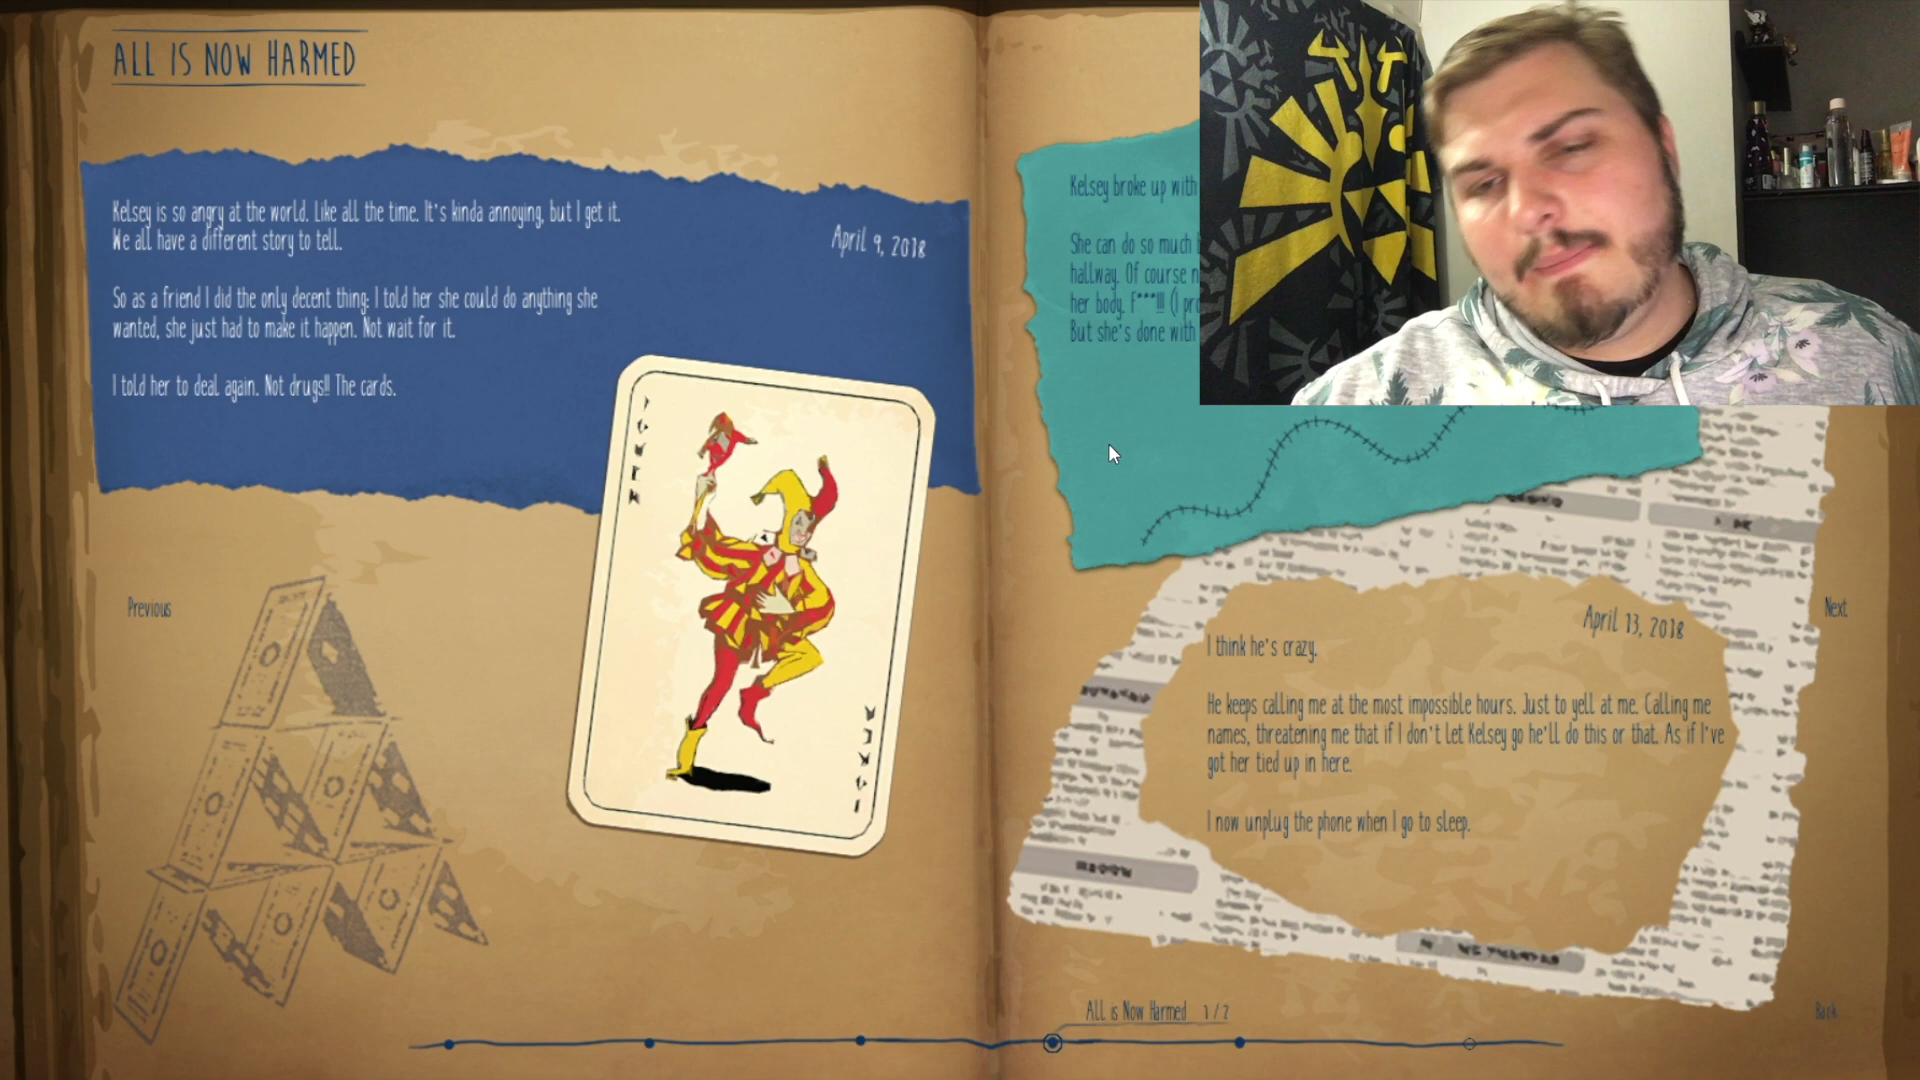 ALL IS NOW HARMED
Kelsey is so angry at the world. Like all the time. It's kinda annoying, but I get it.
We all have a different story to tell.
April 9, 2018
So as a friend I did the only decent thing: I told her she could do anything she
wanted, she just had to make it happen. Not wait for it.
I told her to deal again. Not drugs!! The cards.
JOKER
JOKER
Previous
Kelsey broke up with
She can do so much
hallway. Of course
her body. F***!!! (I
But she's done with
April 13, 2018
I think he's crazy.
He keeps calling me at the most impossible hours. Just to yell at me. Calling me
names, threatening me that if I don't let Kelsey go he'll do this or that. As if I've
got her tied up in here.
I now unplug the phone when I go to sleep.
Next
ALL is Now Harmed 1/2
Back